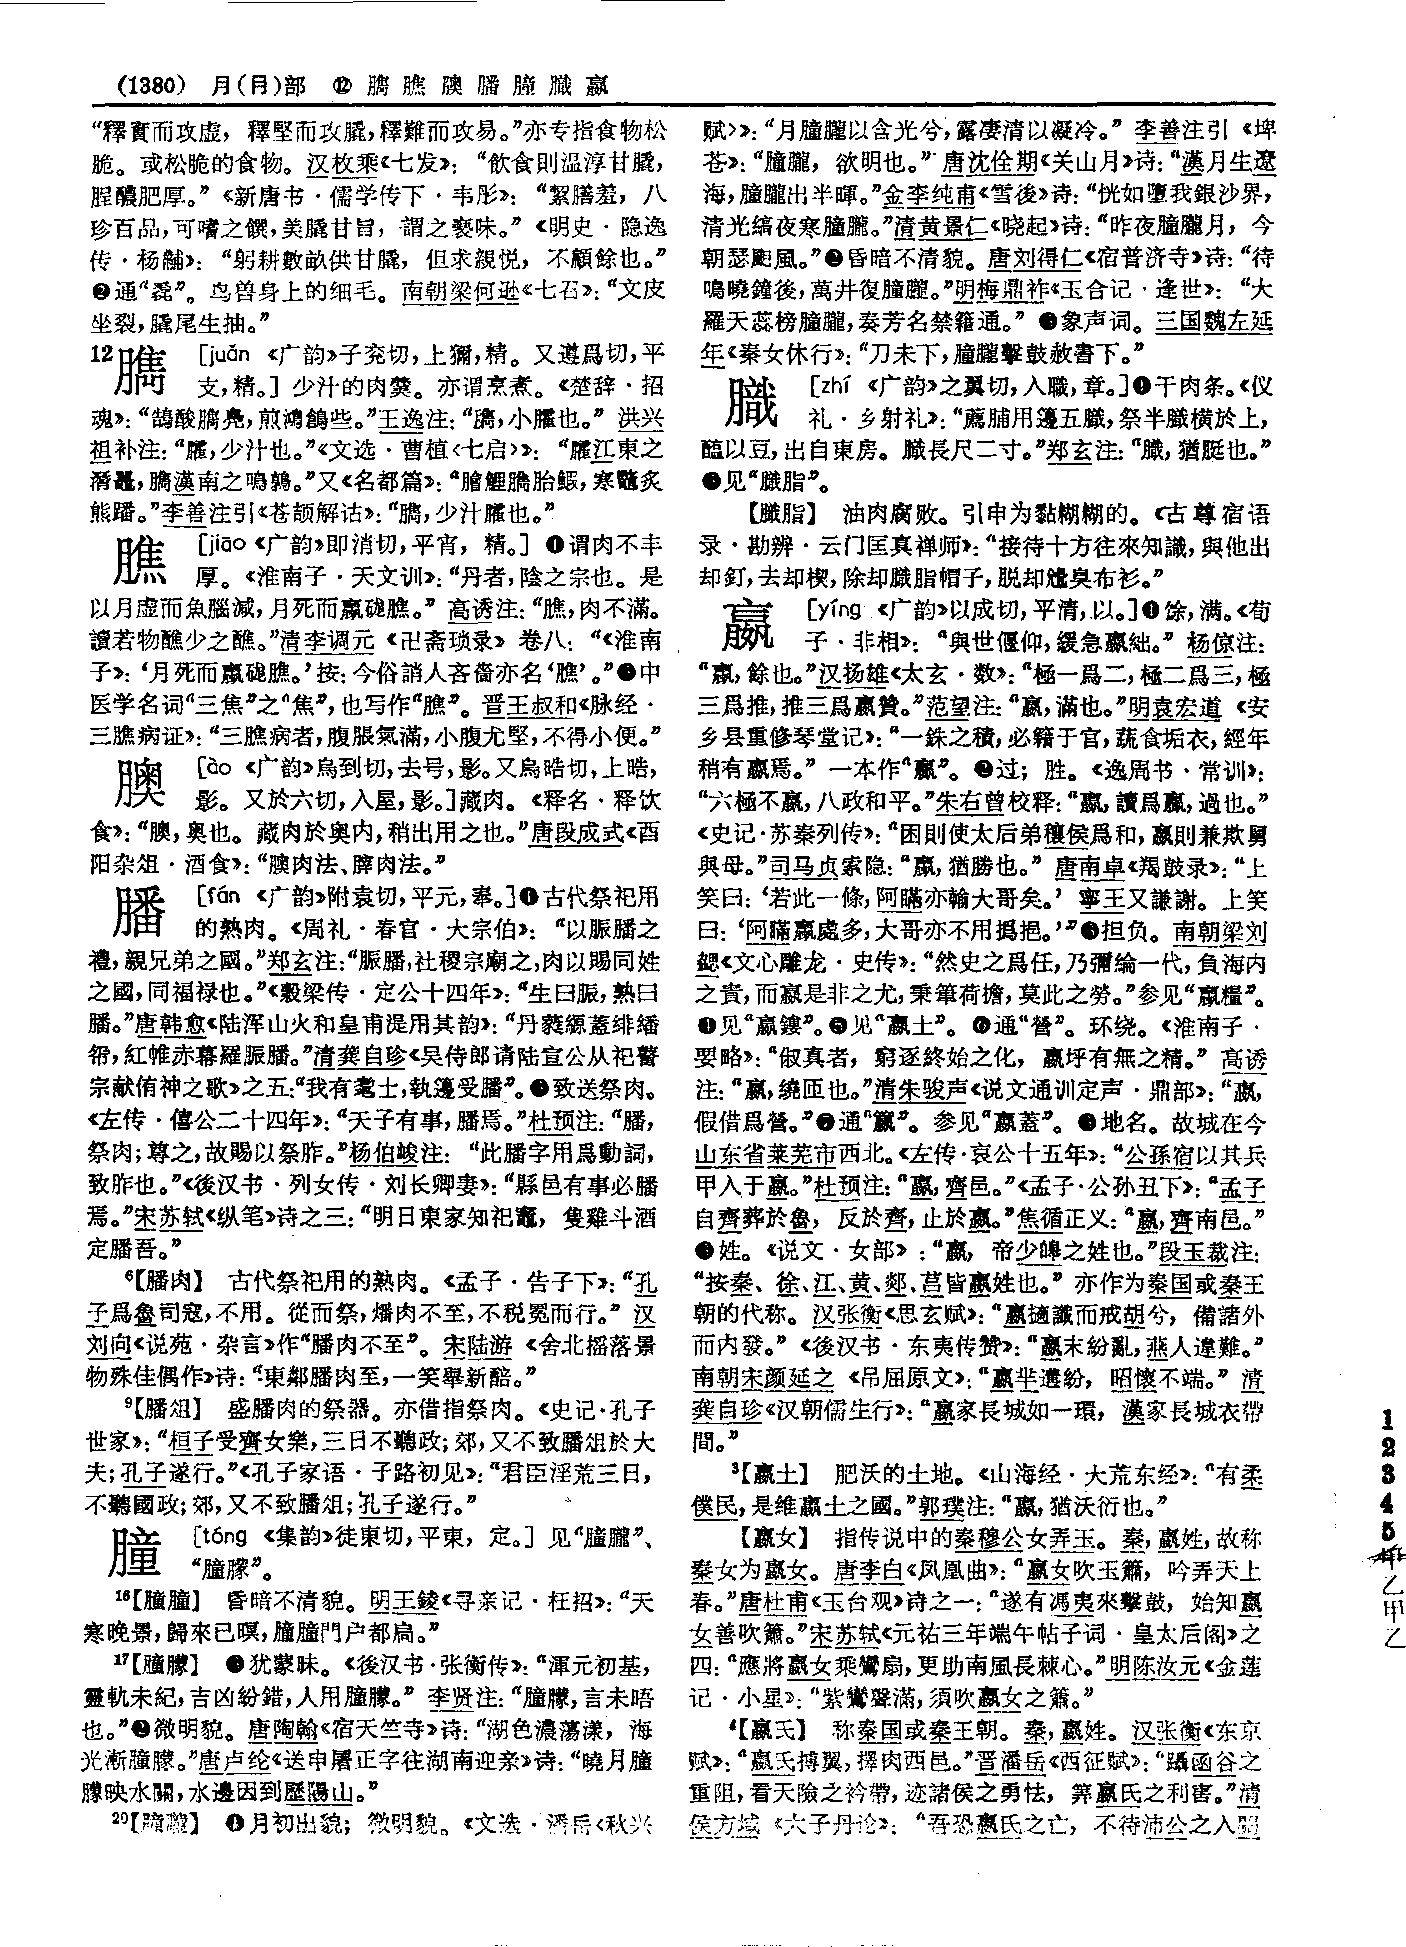 (1380) 月(⺼)部 ⑫ 臇膲膷膰膧膱嬴
“釋實而攻虚，釋堅而攻膬，釋難而攻易。”亦专指食物松
脆。或松脆的食物。汉枚乘《七发》：“飲食則温淳甘膬，
腥醲肥厚。”《新唐书·儒学传下·韦彤》：“絜膳羞，八
珍百品，可嗜之饌，美膬甘旨，謂之褻味。”《明史·隐逸
传·杨黼》：“躬耕數畝供甘膬，但求親悦，不顧餘也。”
❷通“毳”。鸟兽身上的细毛。南朝梁何逊《七召》：“文皮
坐裂，膬尾生抽。”
12臇 [juǎn 《广韵》子兖切，上獮，精。又遵爲切，平
支，精。] 少汁的肉羹。亦谓烹煮。《楚辞·招
魂》：“鵠酸臇凫，煎鴻鶬些。”王逸注：“臇，小臛也。” 洪兴
祖补注：“臇，少汁也。”《文选·曹植〈七启〉》：“臛江東之
潛鼉，臇漢南之鳴鶉。”又《名都篇》：“膾鯉臇胎鰕，寒鼈炙
熊蹯。”李善注引《苍颉解诂》：“臇，少汁臛也。”
膲 [jiāo《广韵》即消切，平宵，精。] ❶谓肉不丰
厚。《淮南子·天文训》：“丹者，陰之宗也。是
以月虚而魚腦減，月死而蠃蛖膲。” 高诱注：“膲，肉不滿。
讀若物醮少之醮。”清李调元《卍斋琐录》卷八：“《淮南
子》：‘月死而蠃蛖膲。’按：今俗誚人吝嗇亦名‘膲’。”❷中
医学名词“三焦”之“焦”，也写作“膲”。晋王叔和《脉经·
三膲病证》：“三膲病者，腹脹氣滿，小腹尤堅，不得小便。”
腴 [ào 《广韵》烏到切，去号，影。又烏晧切，上晧，
影。又於六切，入屋，影。]藏肉。《释名·释饮
食》：“膷，奥也。藏肉於奥内，稍出用之也。”唐段成式《酉
阳杂俎·酒食》：“膷肉法、脺肉法。”
膰 [fán 《广韵》附袁切，平元，奉。]❶古代祭祀用
的熟肉。《周礼·春官·大宗伯》：“以脤膰之
禮，親兄弟之國。”郑玄注：“脤膰，社稷宗廟之肉，以賜同姓
之國，同福禄也。”《穀梁传·定公十四年》：“生曰脤，熟曰
膰。”唐韩愈《陆浑山火和皇甫湜用其韵》：“丹蕤縓蓋緋繙
帤，紅帷赤幕羅脤膰。”清龚自珍《吴侍郎请陆宣公从祀瞽
宗献侑神之歌》之五：“我有耄士，執籩受膰”。❷致送祭肉。
《左传·僖公二十四年》：“天子有事，膰焉。”杜预注：“膰，
祭肉；尊之，故賜以祭胙。”杨伯峻注：“此膰字用爲動詞，
致胙也。”《後汉书·列女传·刘长卿妻》：“縣邑有事必膰
焉。”宋苏轼《纵笔》诗之三：“明日東家知祀竈，隻雞斗酒
定膰吾。”
6【膰肉】 古代祭祀用的熟肉。《孟子·告子下》：“孔
子爲魯司寇，不用。從而祭，燔肉不至，不税冕而行。” 汉
刘向《说苑·杂言》作“膰肉不至”。宋陆游《舍北摇落景
物殊佳偶作》诗：“東鄰膰肉至，一笑舉新醅。”
9【膰俎】 盛膰肉的祭器。亦借指祭肉。《史记·孔子
世家》：“桓子受齊女樂，三日不聽政；郊，又不致膰俎於大
夫；孔子遂行。”《孔子家语·子路初见》：“君臣淫荒三日，
不聽國政；郊，又不致膰俎；孔子遂行。”
膧 [tóng 《集韵》徒東切，平東，定。] 见“膧朧”、
“膧朦”。
16【膧膧】 昏暗不清貌。明王錂《寻亲记·枉招》：“天
寒晚景，歸來已暝，膧膧門户都扃。”
17【膧朦】 ❶犹蒙昧。《後汉书·张衡传》：“渾元初基，
靈軌未紀，吉凶紛錯，人用膧朦。” 李贤注：“膧朦，言未晤
也。”❷微明貌。唐陶翰《宿天竺寺》诗：“湖色濃蕩漾，海
光漸膧朦。”唐卢纶《送申屠正字往湖南迎亲》诗：“曉月膧
朦映水關，水邊因到歷陽山。”
20【膧朧】 ❶月初出貌；微明貌。《文选·潘岳〈秋兴
赋〉》：“月膧朧以含光兮，露凄清以凝冷。” 李善注引《埤
苍》：“膧朧，欲明也。” 唐沈佺期《关山月》诗：“漢月生遼
海，膧朧出半暉。”金李纯甫《雪後》诗：“恍如墮我銀沙界，
清光縞夜寒膧朧。”清黄景仁《晓起》诗：“昨夜膧朧月，今
朝瑟颭風。”❷昏暗不清貌。唐刘得仁《宿普济寺》诗：“待
鳴曉鐘後，萬井復膧朧。”明梅鼎祚《玉合记·逢世》：“大
羅天蕊榜膧朧，奏芳名禁籍通。” ❸象声词。三国魏左延
年《秦女休行》：“刀未下，膧朧擊鼓赦書下。”
膱 [zhí 《广韵》之翼切，入職，章。]❶干肉条。《仪
礼·乡射礼》：“薦脯用籩五膱，祭半膱横於上，
醢以豆，出自東房。膱長尺二寸。”郑玄注：“膱，猶脡也。”
❷见“膱脂”。
【膱脂】 油肉腐败。引申为黏糊糊的。《古尊宿语
录·勘辨·云门匡真禅师》：“接待十方往來知識，與他出
却釘，去却楔，除却膱脂帽子，脱却尲臭布衫。”
嬴 [yíng 《广韵》以成切，平清，以。]❶馀，满。《荀
子·非相》：“與世偃仰，緩急嬴絀。” 杨倞注：
“嬴，餘也。”汉扬雄《太玄·数》：“極一爲二，極二爲三，極
三爲推，推三爲嬴贊。”范望注：“嬴，滿也。”明袁宏道《安
乡县重修琴堂记》：“一銖之積，必籍于官，蔬食垢衣，經年
稍有嬴焉。” 一本作“贏”。❷过；胜。《逸周书·常训》：
“六極不嬴，八政和平。”朱右曾校释：“嬴，讀爲贏，過也。”
《史记·苏秦列传》：“困則使太后弟穰侯爲和，嬴則兼欺舅
與母。”司马贞索隐：“嬴，猶勝也。” 唐南卓《羯鼓录》：“上
笑曰：‘若此一條，阿瞞亦輸大哥矣。’ 寧王又謙謝。上笑
曰：‘阿瞞嬴處多，大哥亦不用撝挹。’”❸担负。南朝梁刘
勰《文心雕龙·史传》：“然史之爲任，乃彌綸一代，負海内
之責，而嬴是非之尤，秉筆荷擔，莫此之勞。”参见“嬴糧”。
❹见“嬴鏤”。❺见“嬴土”。❻通“營”。环绕。《淮南子·
要略》：“俶真者，窮逐終始之化，嬴垺有無之精。” 高诱
注：“嬴，繞匝也。”清朱骏声《说文通训定声·鼎部》：“嬴，
假借爲營。”❼通“籯”。参见“嬴蓋”。❽地名。故城在今
山东省莱芜市西北。《左传·哀公十五年》：“公孫宿以其兵
甲入于嬴。”杜预注：“嬴，齊邑。”《孟子·公孙丑下》：“孟子
自齊葬於魯，反於齊，止於嬴。”焦循正义：“嬴，齊南邑。”
❾姓。《说文·女部》：“嬴，帝少皞之姓也。”段玉裁注：
“按秦、徐、江、黄、郯、莒皆嬴姓也。” 亦作为秦国或秦王
朝的代称。汉张衡《思玄赋》：“嬴擿讖而戒胡兮，備諸外
而内發。” 《後汉书·东夷传赞》：“嬴末紛亂，燕人違難。”
南朝宋颜延之《吊屈原文》：“嬴芈遘紛，昭懷不端。” 清
龚自珍《汉朝儒生行》：“嬴家長城如一環，漢家長城衣帶
間。”
3【嬴土】 肥沃的土地。《山海经·大荒东经》：“有柔
僕民，是維嬴土之國。”郭璞注：“嬴，猶沃衍也。”
【嬴女】 指传说中的秦穆公女弄玉。秦，嬴姓，故称
秦女为嬴女。唐李白《凤凰曲》：“嬴女吹玉簫，吟弄天上
春。”唐杜甫《玉台观》诗之一：“遂有馮夷來擊鼓，始知嬴
女善吹簫。”宋苏轼《元祐三年端午帖子词·皇太后阁》之
四：“應將嬴女乘鸞扇，更助南風長棘心。”明陈汝元《金莲
记·小星》：“紫鸞聲滿，須吹嬴女之簫。”
4【嬴氏】 称秦国或秦王朝。秦，嬴姓。汉张衡《东京
赋》：“嬴氏搏翼，擇肉西邑。”晋潘岳《西征赋》：“躡函谷之
重阻，看天險之衿帶，迹諸侯之勇怯，筭嬴氏之利害。”清
侯方域《太子丹论》：“吾恐嬴氏之亡，不待沛公之入關
1
2
3
4
5
乙
甲
乙